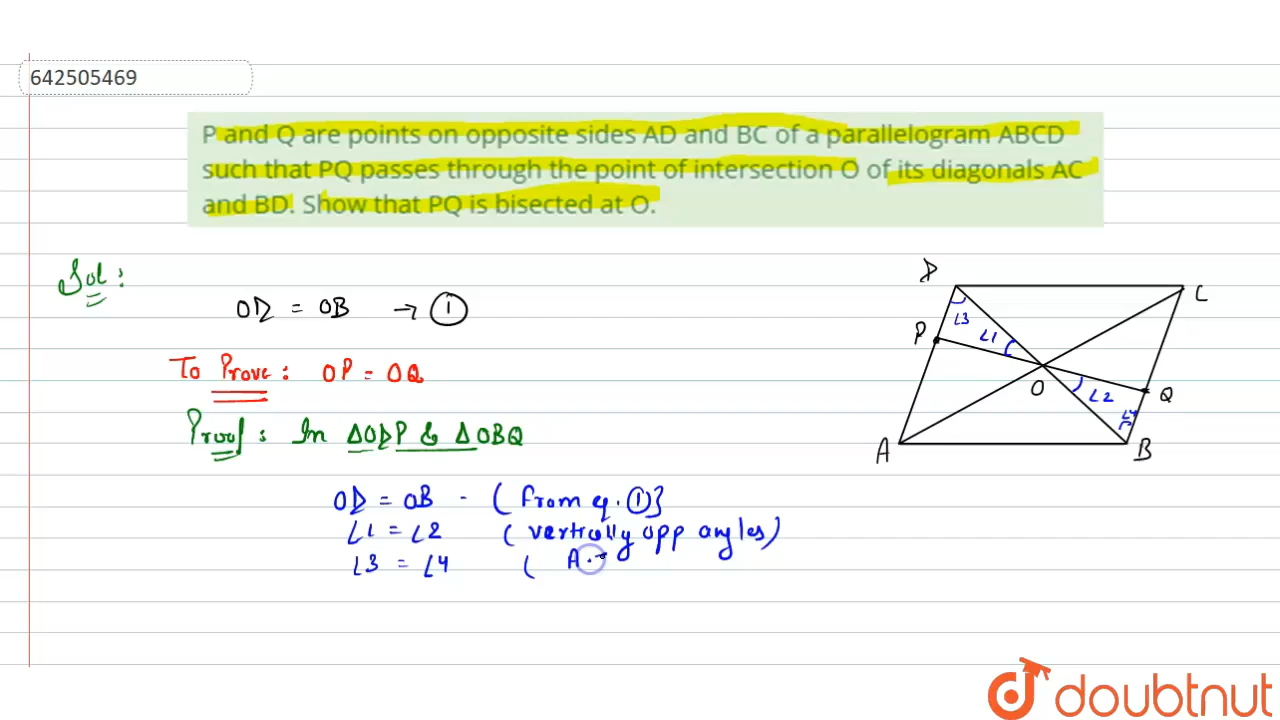 642505469
P and Q are points on opposite sides AD and BC of a parallelogram ABCD
such that PQ passes through the point of intersection O of its diagonals AC
and BD. Show that PQ is bisected at O.
Sol :
OD = OB → ①
To Prove : OP = OQ
Proof : In ΔODP & ΔOBQ
OD = OB - ( from eq. ①}
∠1 = ∠2 ( vertically opp angles)
∠3 = ∠4 ( A.
D
C
∠3
P
∠1
O
∠2
Q
∠4
A
B
doubtnut